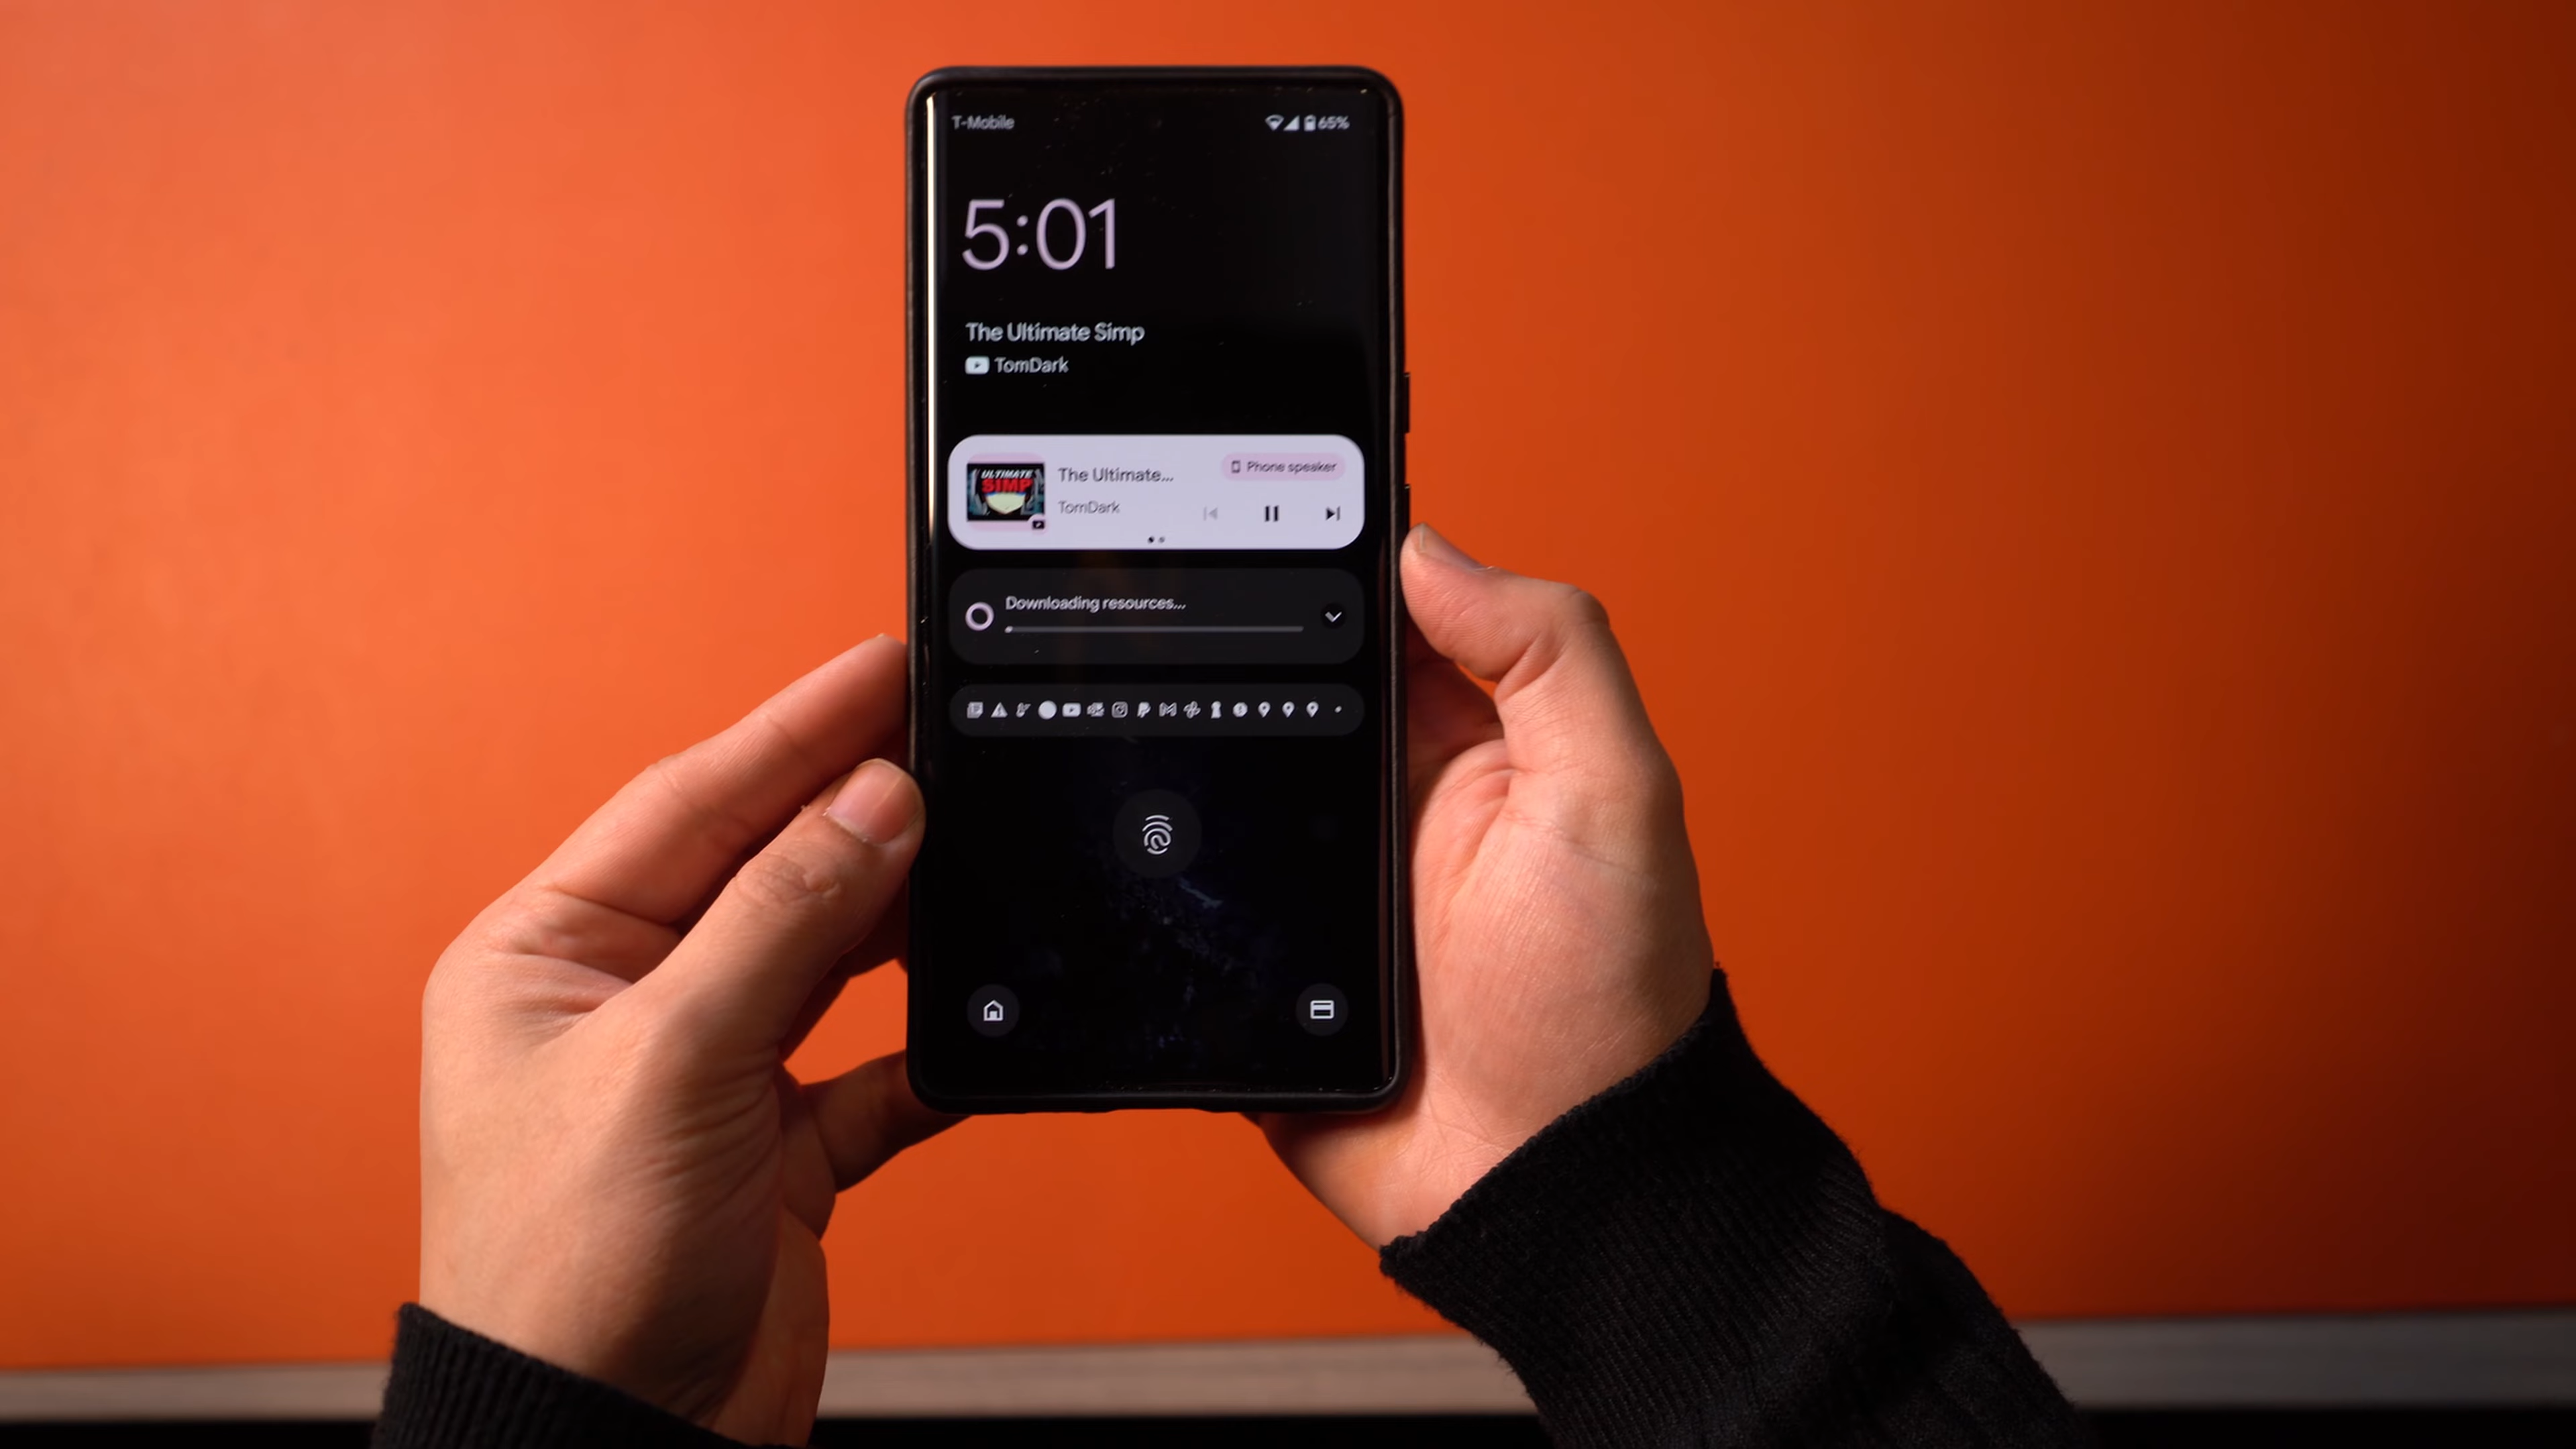 T-Mobile
65%
5:01
The Ultimate Simp
TomDark
ULTIMATE
SIMP
The Ultimate...
Phone speaker
TomDark
Downloading resources...